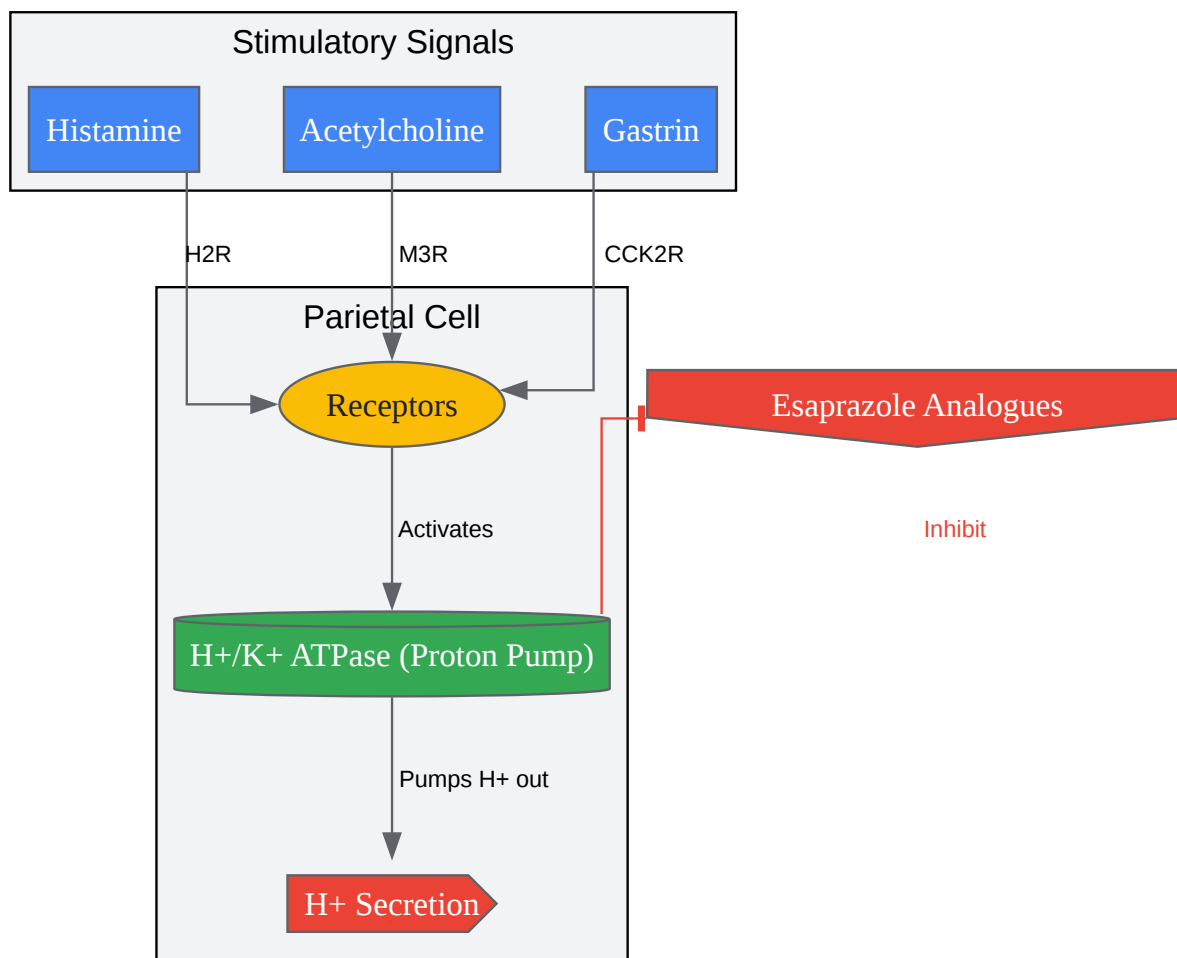 Stimulatory Signals
Histamine
Acetylcholine
Gastrin
H2R
M3R
CCK2R
Parietal Cell
Receptors
Esaprazole Analogues
Activates
Inhibit
H+/K+ ATPase (Proton Pump)
Pumps H+ out
H+ Secretion